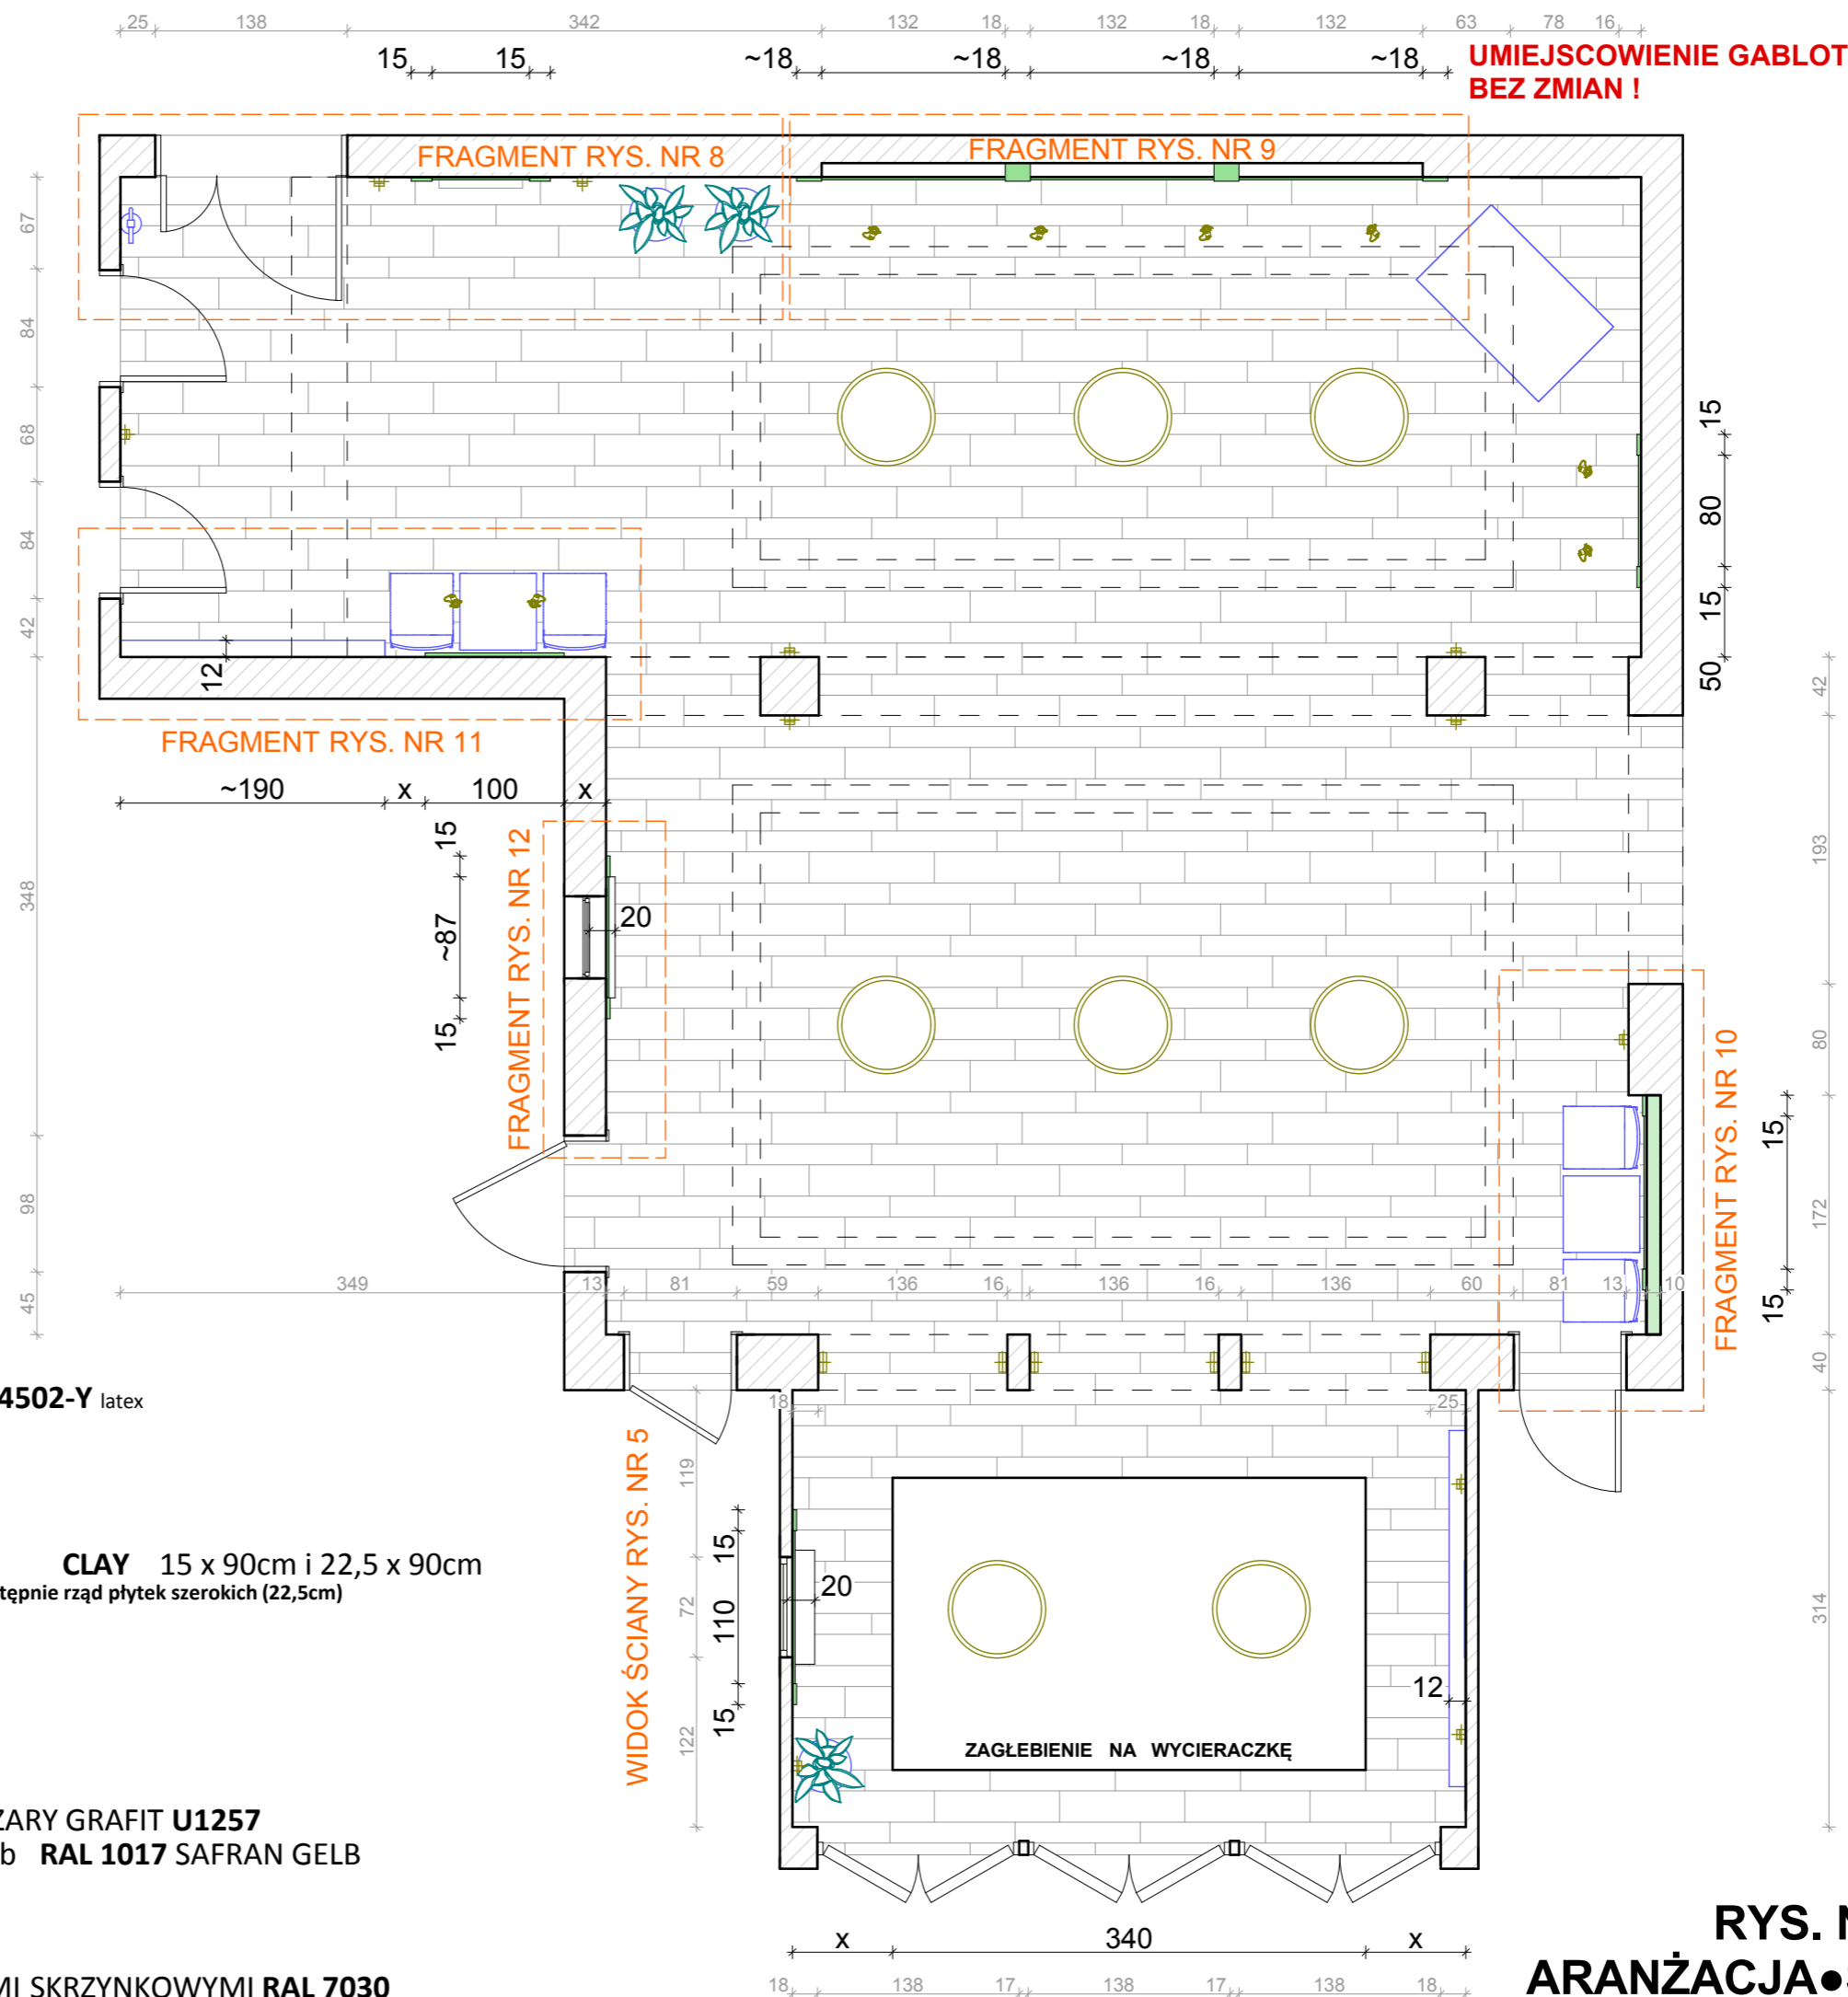 25 138 342 132 18 132 18 132 63 78 16
15 15 ~18 ~18 ~18 ~18
UMIEJSCOWIENIE GABLOT
BEZ ZMIAN !
FRAGMENT RYS. NR 8
FRAGMENT RYS. NR 9
67
84
68
84
42
348
98
45
15
80
15
50
42
193
80
172
40
314
12
FRAGMENT RYS. NR 11
~190 x 100 x
15
~87
15
FRAGMENT RYS. NR 12
20
FRAGMENT RYS. NR 10
15
15
349 13 81 59 136 16 136 16 136 60 81 13 10
18 25
4502-Y latex
WIDOK ŚCIANY RYS. NR 5
119
72
122
15
110
15
20
12
CLAY 15 x 90cm i 22,5 x 90cm
tępnie rząd płytek szerokich (22,5cm)
ZAGŁEBIENIE NA WYCIERACZKĘ
ZARY GRAFIT U1257
b RAL 1017 SAFRAN GELB
x 340 x
RYS. N
MI SKRZYNKOWYMI RAL 7030
18 138 17 138 17 138 18
ARANŻACJA●